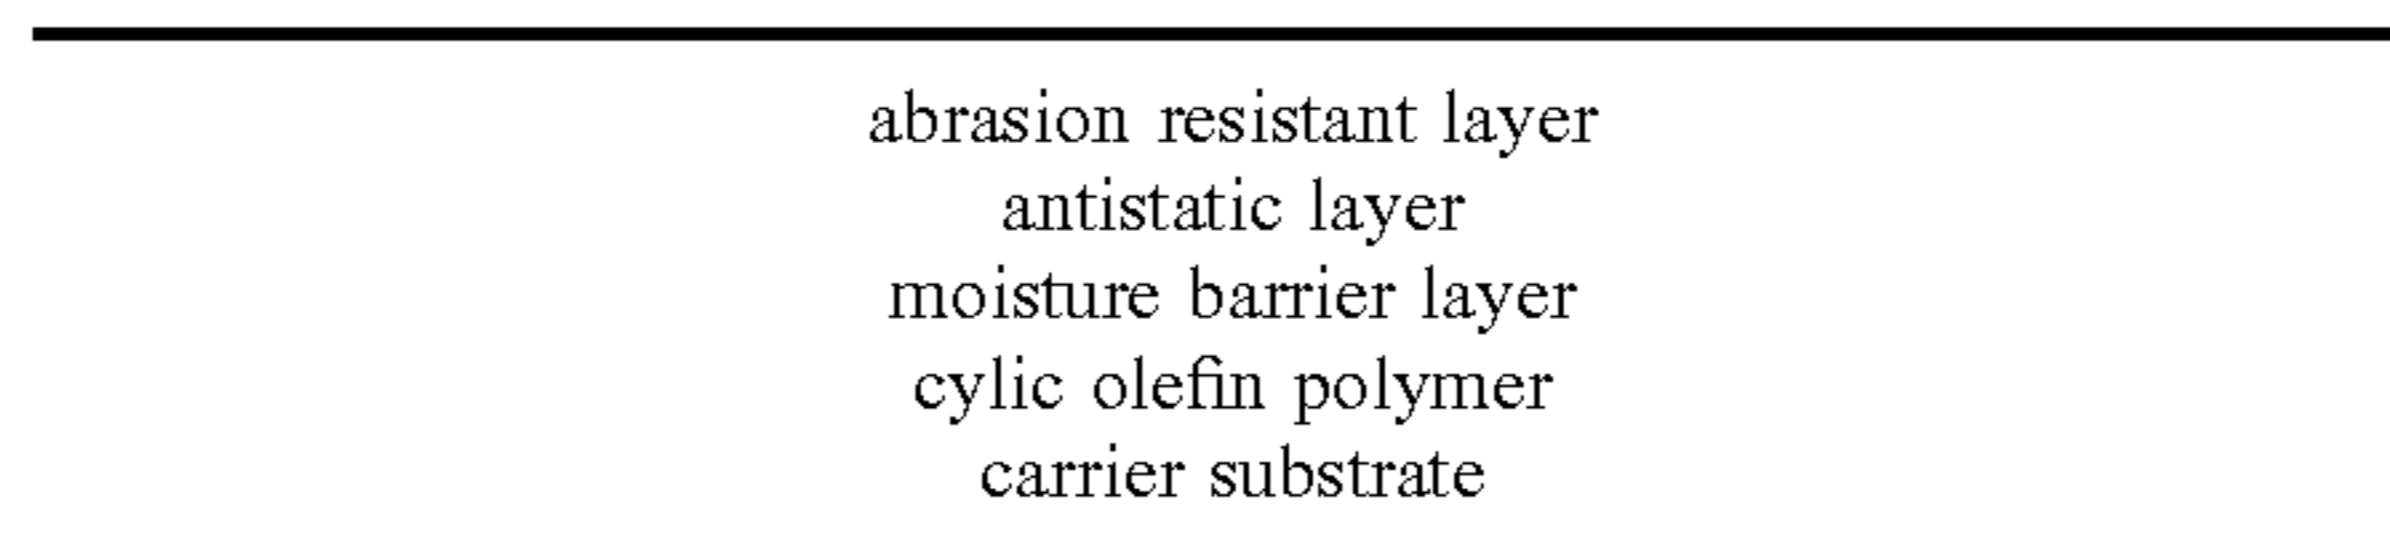 abrasion resistant layer
antistatic layer
moisture barrier layer
cylic olefin polymer
carrier substrate